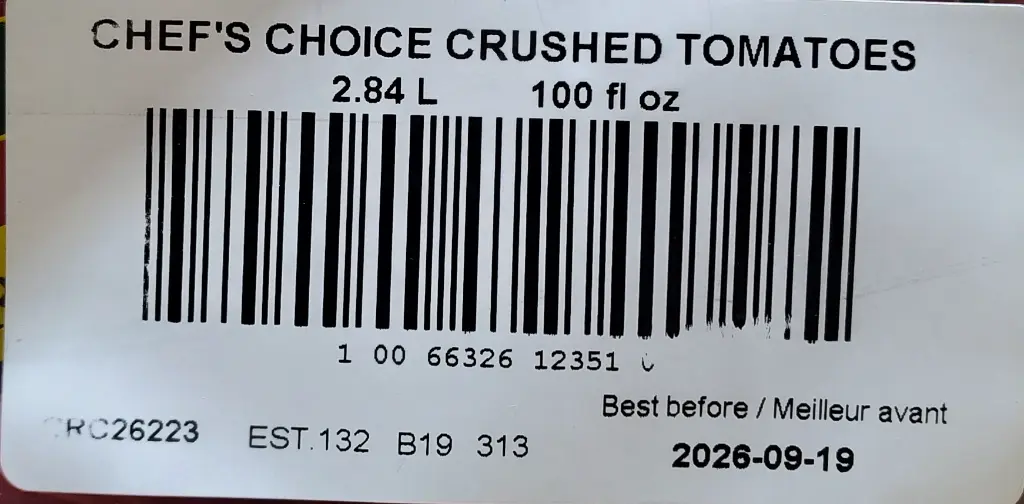 CHEF'S CHOICE CRUSHED TOMATOES
2.84 L 100 fl oz
1 00 66326 12351
EST.132 B19 313
Best before / Meilleur avant
2026-09-19